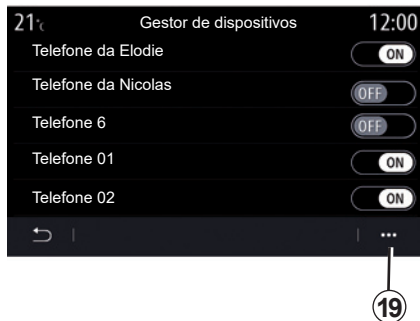 21°c Gestor de dispositivos 12:00
Telefone da Elodie ON
Telefone da Nicolas OFF
Telefone 6 OFF
Telefone 01 ON
Telefone 02 ON
19